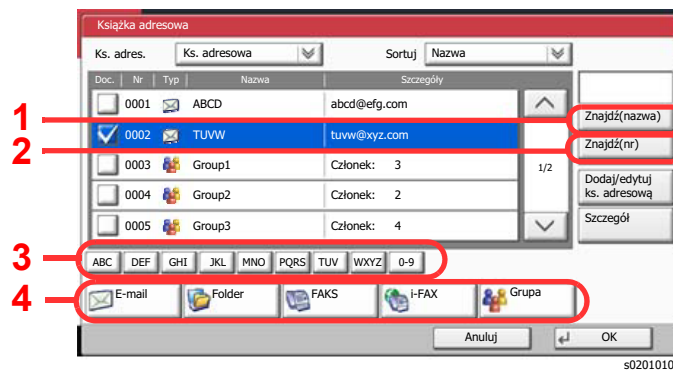 Książka adresowa
Ks. adres. Ks. adresowa Sortuj Nazwa
Doc. Nr Typ Nazwa Szczegóły
0001 ABCD abcd@efg.com
1 Znajdź(nazwa)
0002 TUVW tuvw@xyz.com
2 Znajdź(nr)
0003 Group1 Członek: 3 1/2
Dodaj/edytuj
ks. adresową
0004 Group2 Członek: 2
0005 Group3 Członek: 4 Szczegół
3 ABC DEF GHI JKL MNO PQRS TUV WXYZ 0-9
4 E-mail Folder FAKS i-FAX Grupa
Anuluj OK
s0201010